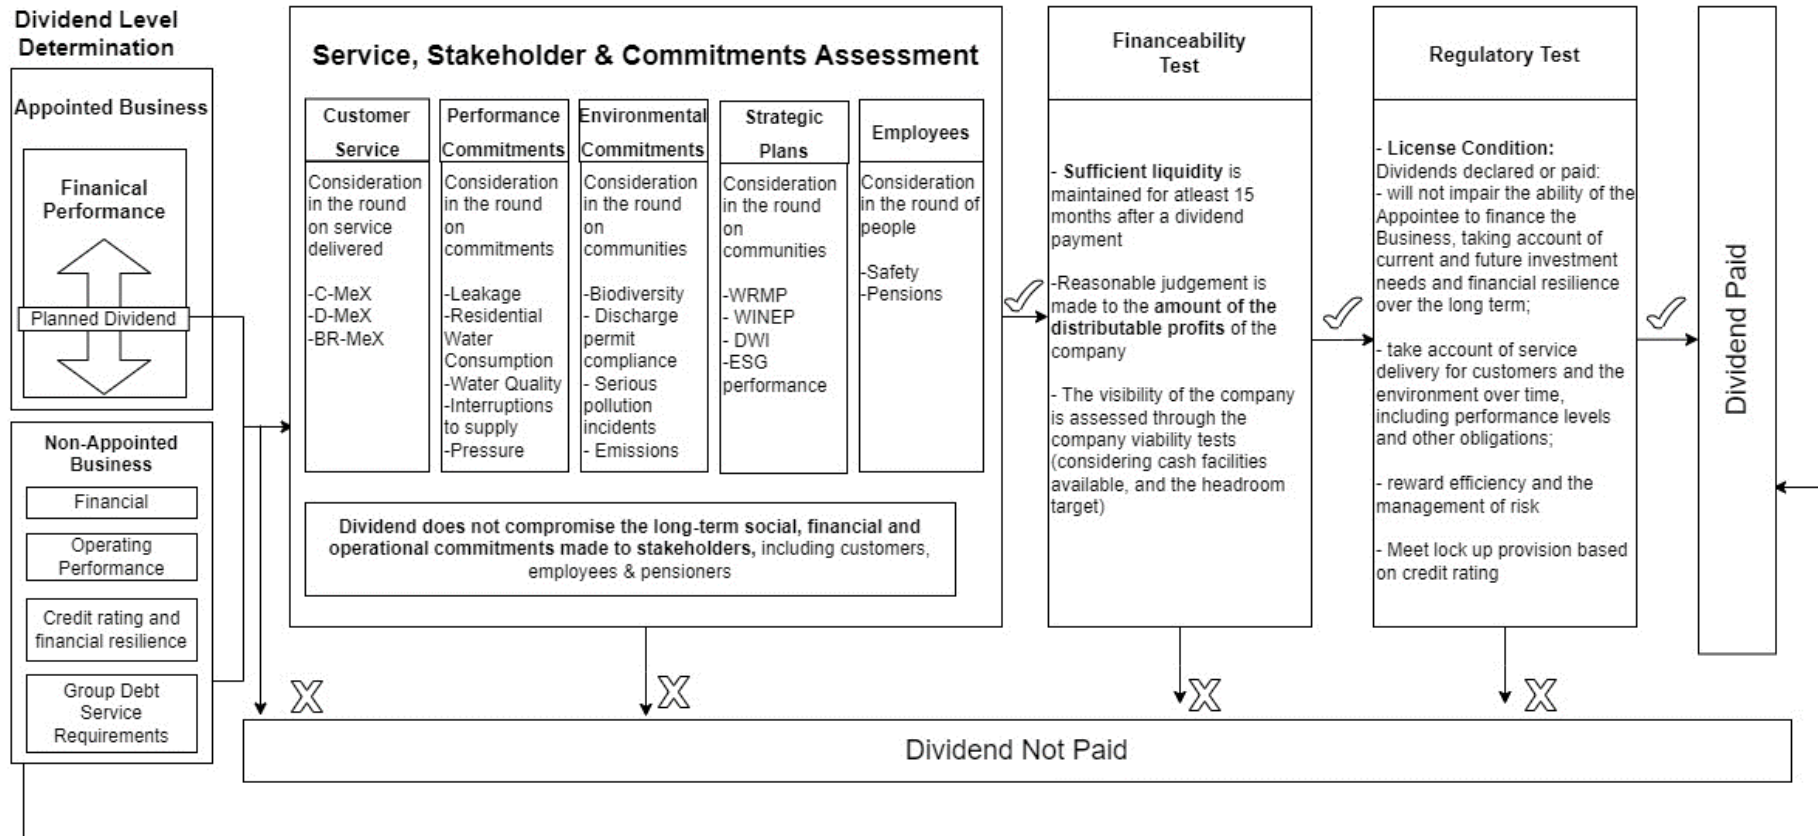 Dividend Level
Determination
Appointed Business
Finanical
Performance
Planned Dividend
Non-Appointed
Business
Financial
Operating
Performance
Credit rating and
financial resilience
Group Debt
Service
Requirements
Service, Stakeholder & Commitments Assessment
Customer
Service
Consideration
in the round
on service
delivered
-C-MeX
-D-MeX
-BR-MeX
Performance
Commitments
Consideration
in the round
on
commitments
-Leakage
-Residential
Water
Consumption
-Water Quality
-Interruptions
to supply
-Pressure
Environmental
Commitments
Consideration
in the round
on
communities
-Biodiversity
- Discharge
permit
compliance
- Serious
pollution
incidents
- Emissions
Strategic
Plans
Consideration
in the round
on
communities
-WRMP
- WINEP
- DWI
-ESG
performance
Employees
Consideration
in the round of
people
-Safety
-Pensions
Dividend does not compromise the long-term social, financial and
operational commitments made to stakeholders, including customers,
employees & pensioners
Financeability
Test
- Sufficient liquidity is
maintained for atleast 15
months after a dividend
payment
-Reasonable judgement is
made to the amount of the
distributable profits of the
company
- The visibility of the company
is assessed through the
company viability tests
(considering cash facilities
available, and the headroom
target)
Regulatory Test
- License Condition:
Dividends declared or paid:
- will not impair the ability of the
Appointee to finance the
Business, taking account of
current and future investment
needs and financial resilience
over the long term;
- take account of service
delivery for customers and the
environment over time,
including performance levels
and other obligations;
- reward efficiency and the
management of risk
- Meet lock up provision based
on credit rating
Dividend Paid
X
X
X
X
Dividend Not Paid